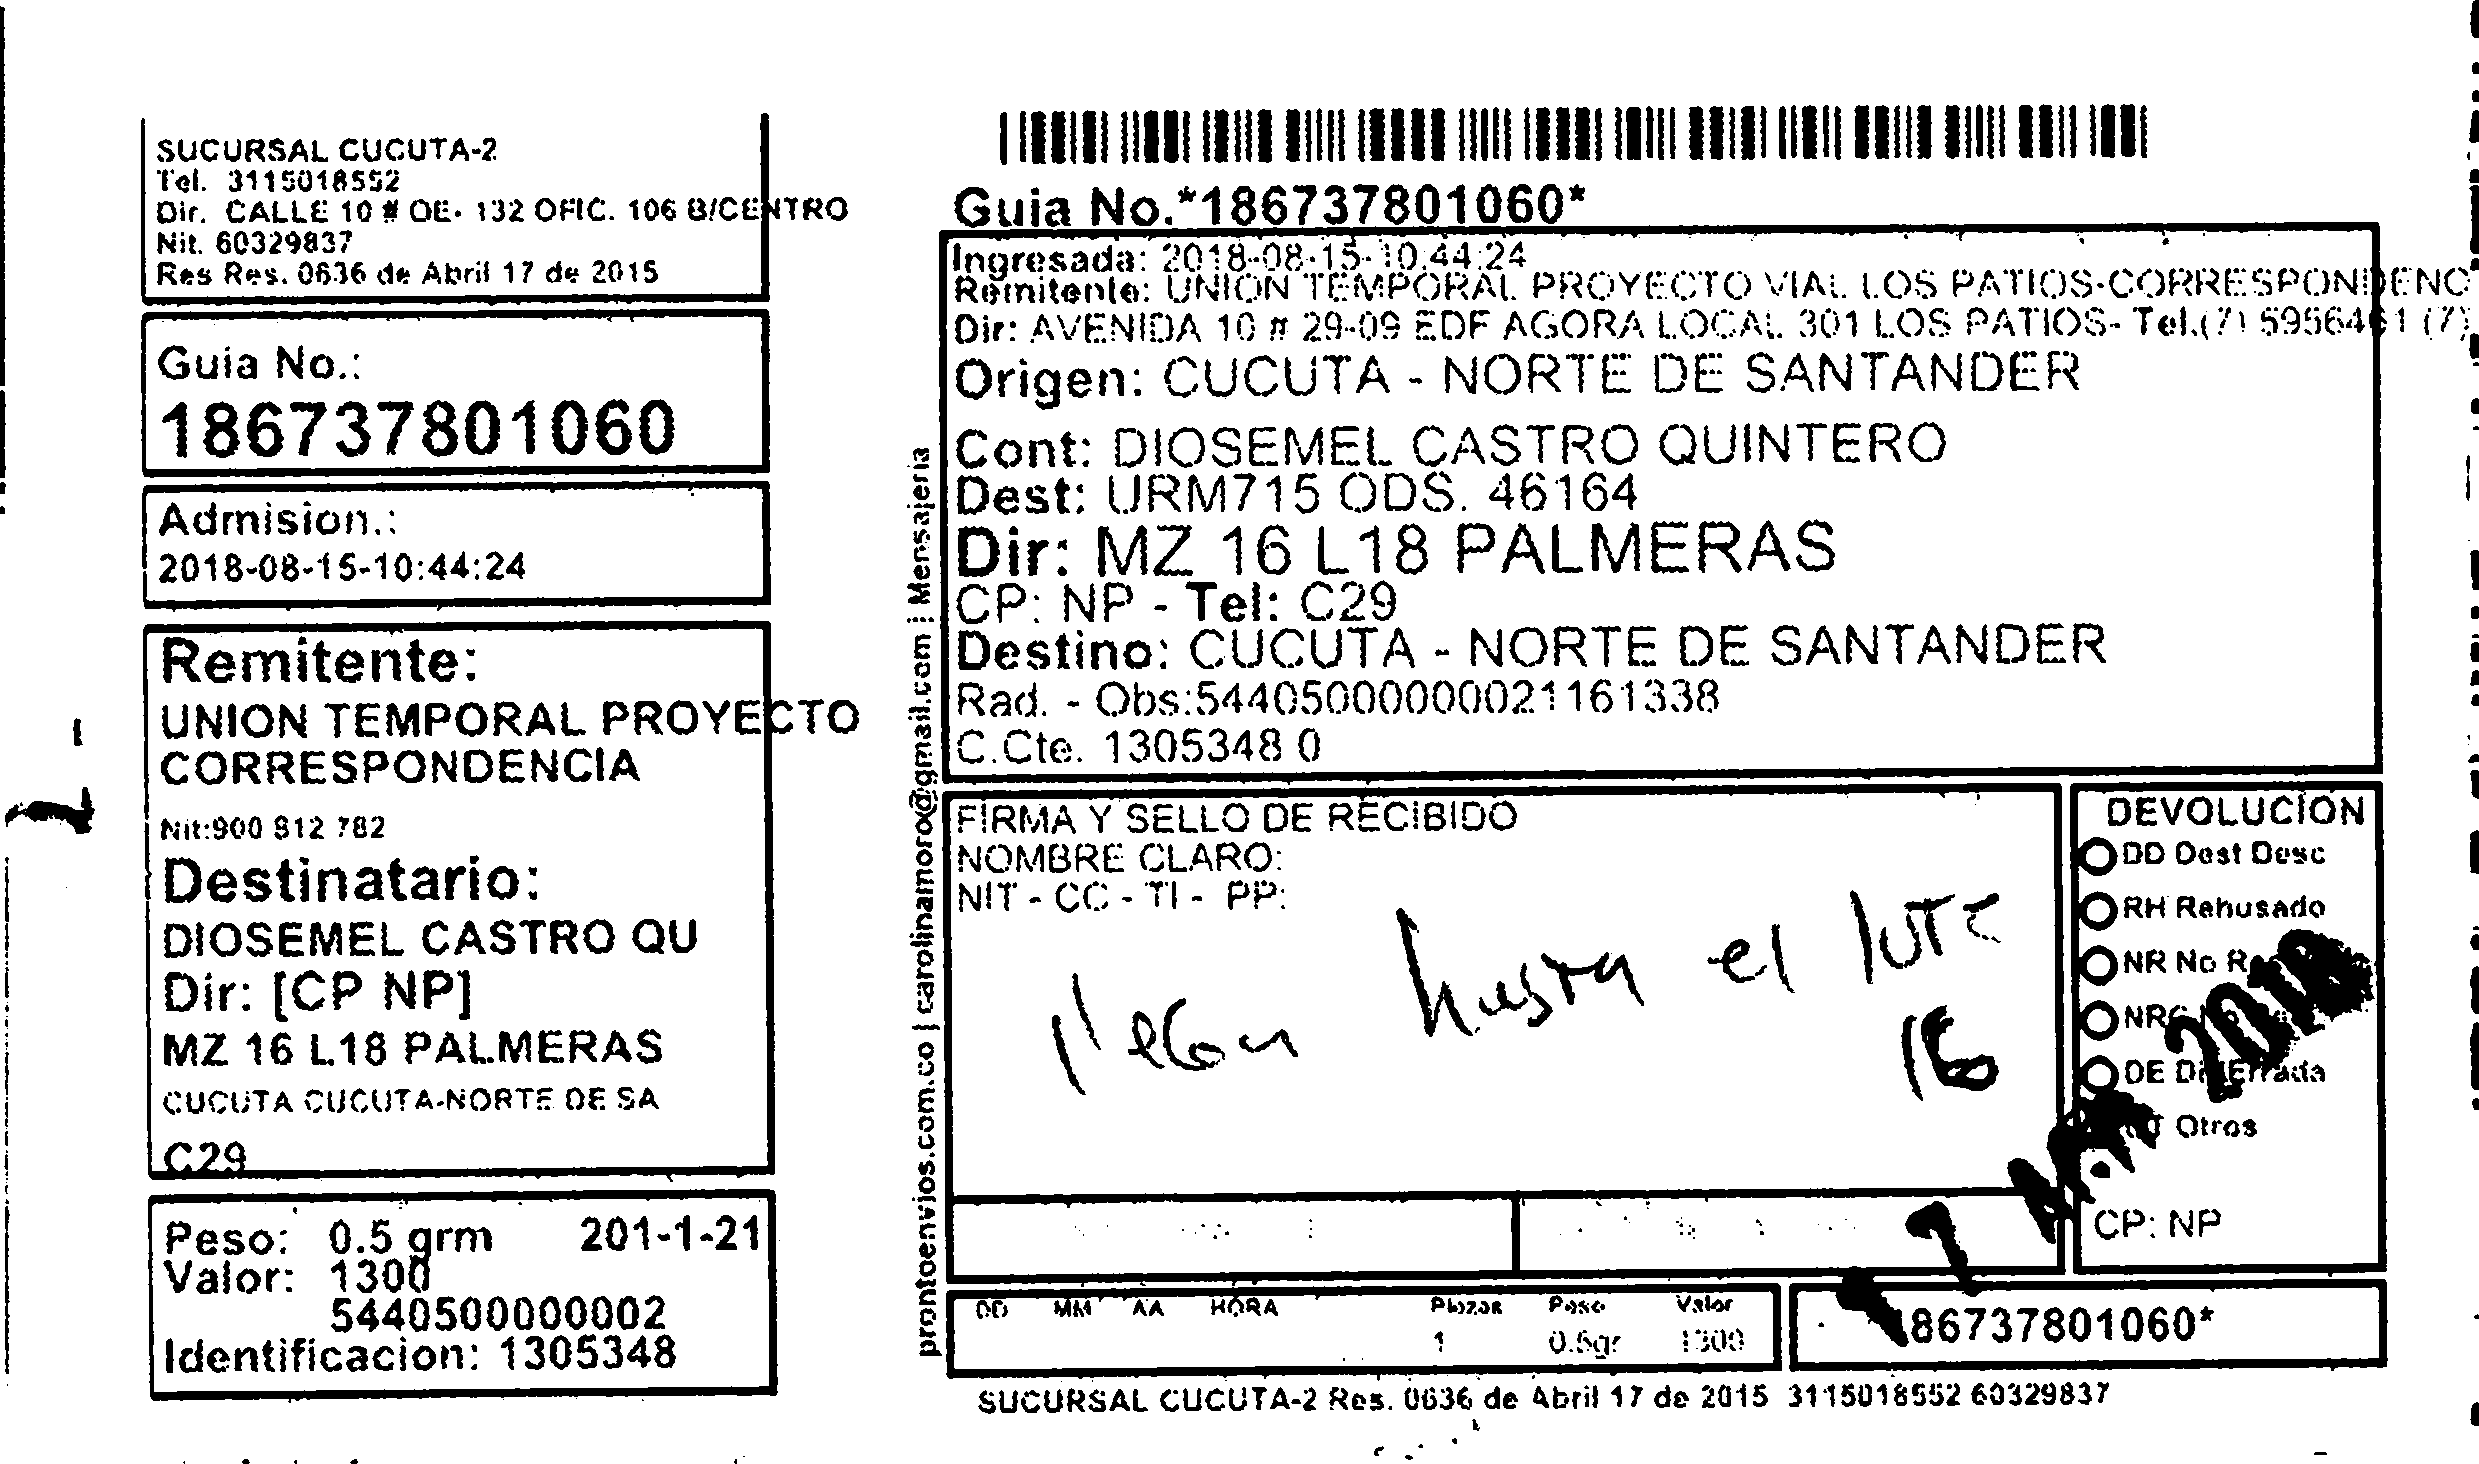 SUCURSAL CUCUTA-2
Tel. 3115018552
Dir. CALLE 10 # OE- 132 OFIC. 106 B/CENTRO
Nit. 60329837
Res Res. 0636 de Abril 17 de 2015
Guia No.:
186737801060
Admision.:
2018-08-15-10:44:24
Remitente:
UNION TEMPORAL PROYECTO
CORRESPONDENCIA
Nit:900 912 782
Destinatario:
DIOSEMEL CASTRO QU
Dir: [CP NP]
MZ 16 L18 PALMERAS
CUCUTA CUCUTA-NORTE DE SA
C29
Peso: 0.5 grm 201-1-21
Valor: 1300
5440500000002
Identificacion: 1305348
prontoenvios.com.co | carolinamoro@gmail.com | Mensajeria
Guia No.*186737801060*
Ingresada: 2018-08-15-10:44:24
Remitente: UNION TEMPORAL PROYECTO VIAL LOS PATIOS-CORRESPONDENC
Dir: AVENIDA 10 # 29-09 EDF AGORA LOCAL 301 LOS PATIOS- Tel.(7) 5956461 (7)
Origen: CUCUTA - NORTE DE SANTANDER
Cont: DIOSEMEL CASTRO QUINTERO
Dest: URM715 ODS. 46164
Dir: MZ 16 L18 PALMERAS
CP: NP - Tel: C29
Destino: CUCUTA - NORTE DE SANTANDER
Rad. - Obs:544050000000021161338
C.Cte. 1305348 0
FIRMA Y SELLO DE RECIBIDO
NOMBRE CLARO:
NIT - CC - TI - PP:
llegan hasta el lote
16
DEVOLUCION
DD Dest Desc
RH Rehusado
NR No
DE Dir Errada
Otros
2018
CP: NP
DD MM AA HORA Piezas Peso Valor
1 0.5gr 1300
86737801060*
SUCURSAL CUCUTA-2 Res. 0636 de Abril 17 de 2015 3115018552 60329837